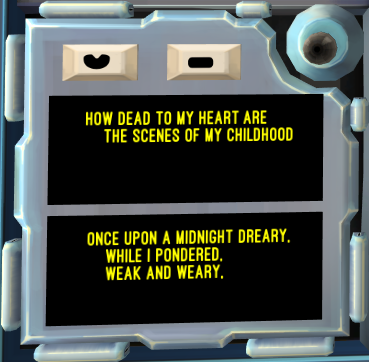 HOW DEAD TO MY HEART ARE
THE SCENES OF MY CHILDHOOD
ONCE UPON A MIDNIGHT DREARY,
WHILE I PONDERED,
WEAK AND WEARY,